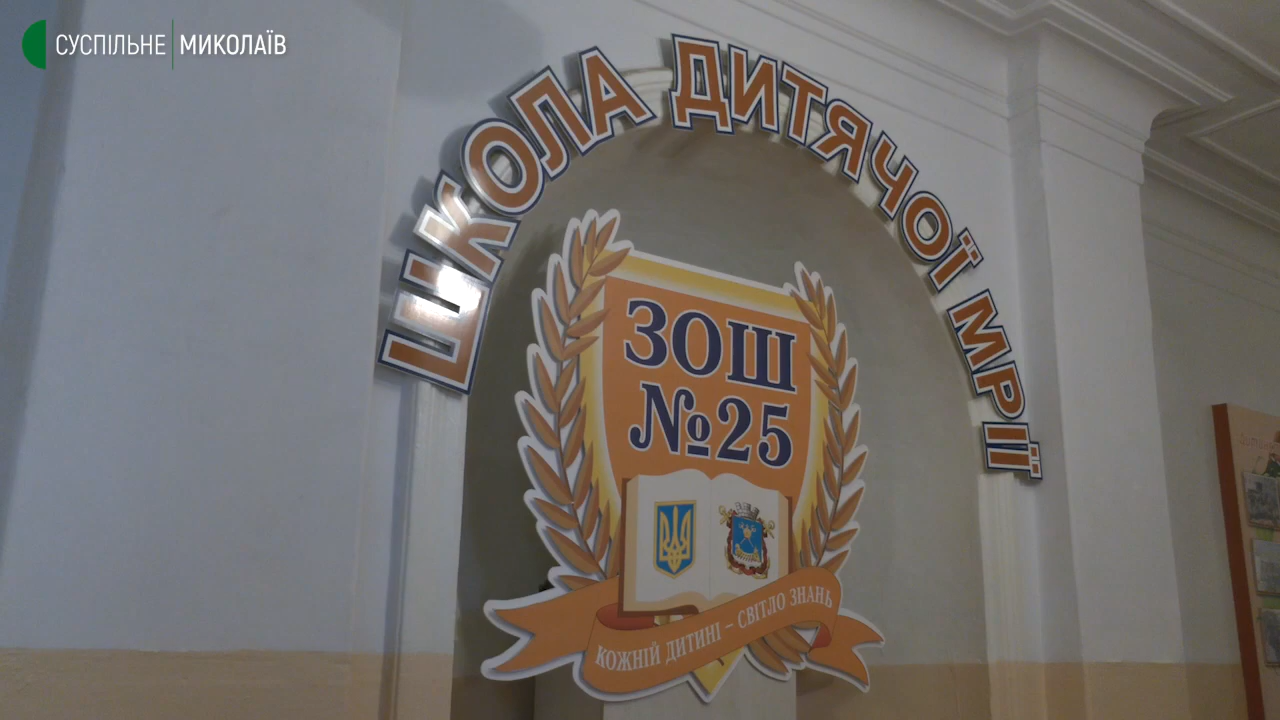 СУСПІЛЬНЕ МИКОЛАЇВ
ШКОЛА ДИТЯЧОЇ МРІЇ
ЗОШ
№25
КОЖНІЙ ДИТИНІ – СВІТЛО ЗНАНЬ